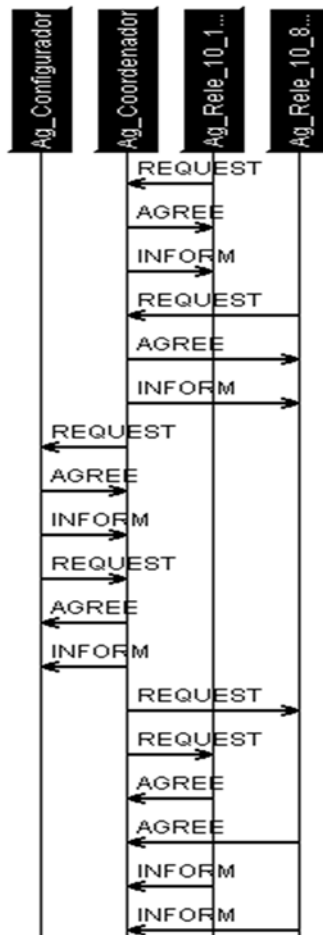 Ag_Configurador
Ag_Coordenador
Ag_Rele_10_1...
Ag_Rele_10_8...
REQUEST
AGREE
INFORM
REQUEST
AGREE
INFORM
REQUEST
AGREE
INFORM
REQUEST
AGREE
INFORM
REQUEST
REQUEST
AGREE
AGREE
INFORM
INFORM